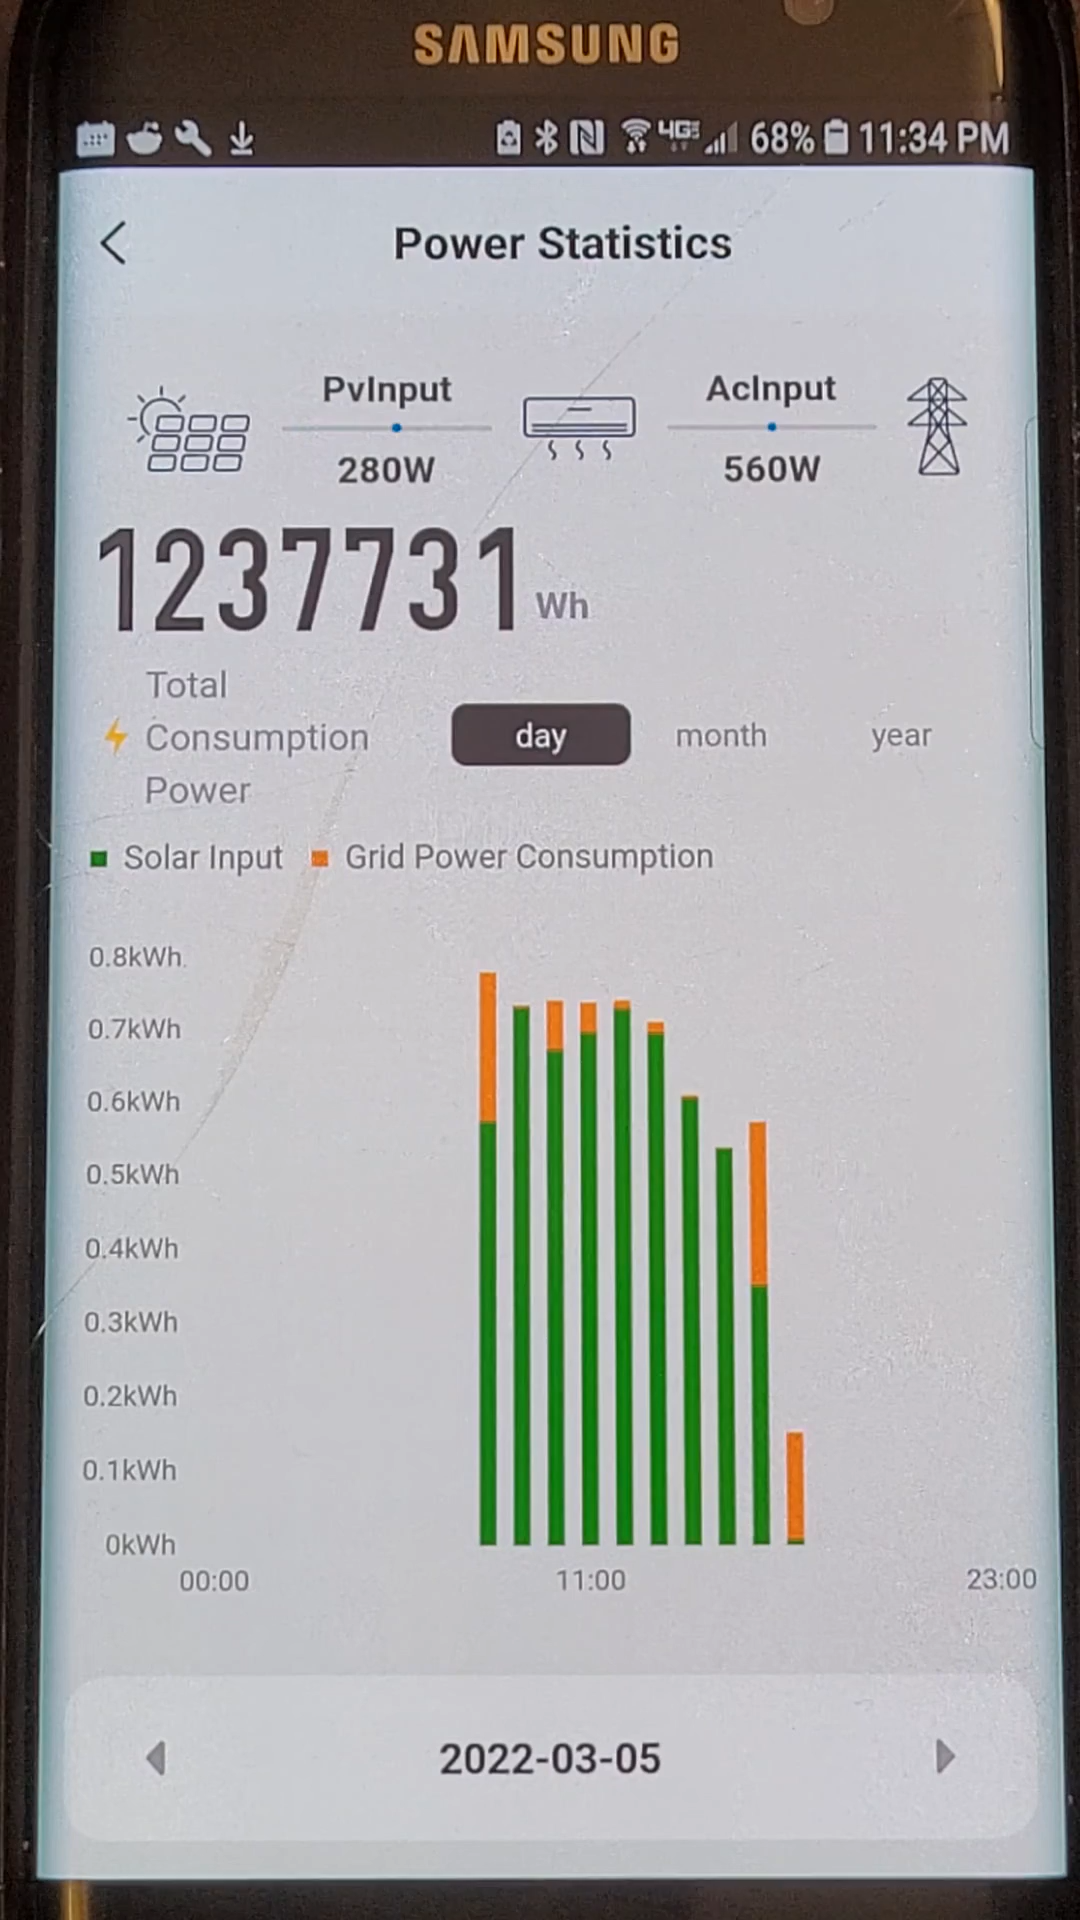 SAMSUNG
4GE 68% 11:34 PM
Power Statistics
PvInput AcInput
280W 560W
1237731 Wh
Total
Consumption
Power
day month year
Solar Input Grid Power Consumption
0.8kWh
0.7kWh
0.6kWh
0.5kWh
0.4kWh
0.3kWh
0.2kWh
0.1kWh
0kWh
00:00 11:00 23:00
2022-03-05